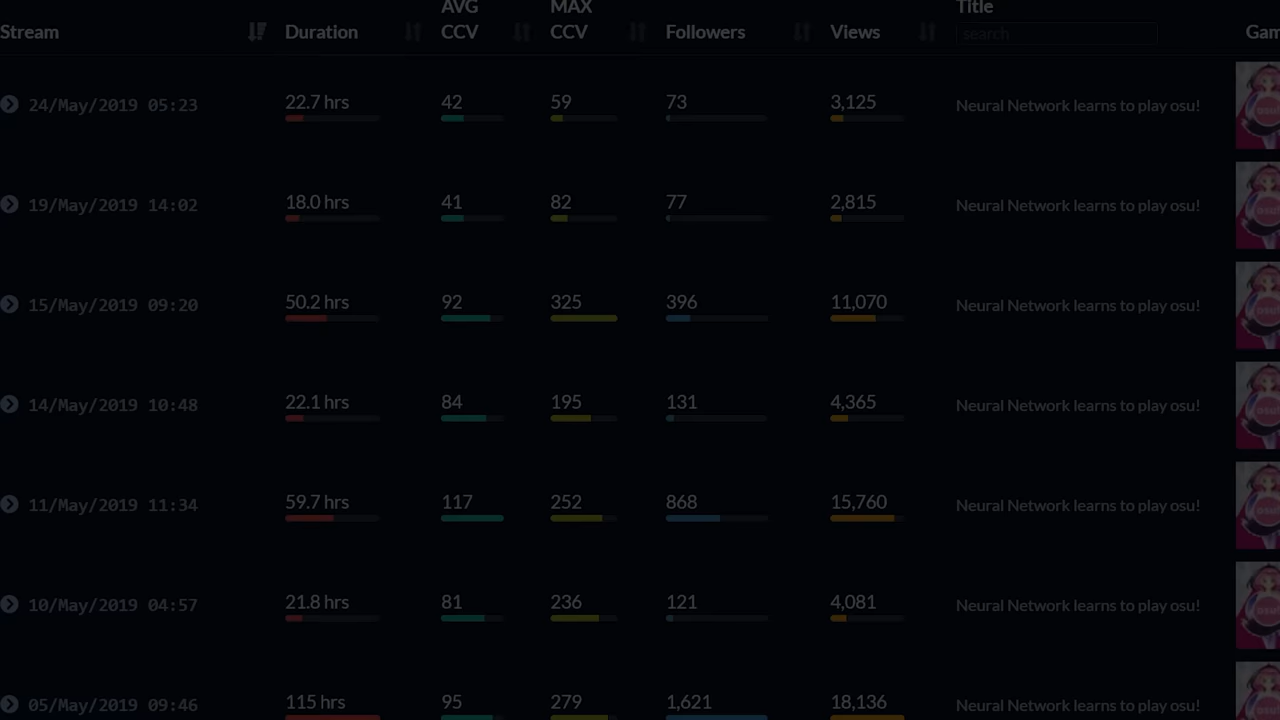 Stream Duration AVG CCV MAX CCV Followers Views Title search
24/May/2019 05:23 22.7 hrs 42 59 73 3,125 Neural Network learns to play osu!
19/May/2019 14:02 18.0 hrs 41 82 77 2,815 Neural Network learns to play osu!
15/May/2019 09:20 50.2 hrs 92 325 396 11,070 Neural Network learns to play osu!
14/May/2019 10:48 22.1 hrs 84 195 131 4,365 Neural Network learns to play osu!
11/May/2019 11:34 59.7 hrs 117 252 868 15,760 Neural Network learns to play osu!
10/May/2019 04:57 21.8 hrs 81 236 121 4,081 Neural Network learns to play osu!
05/May/2019 09:46 115 hrs 95 279 1,621 18,136 Neural Network learns to play osu!